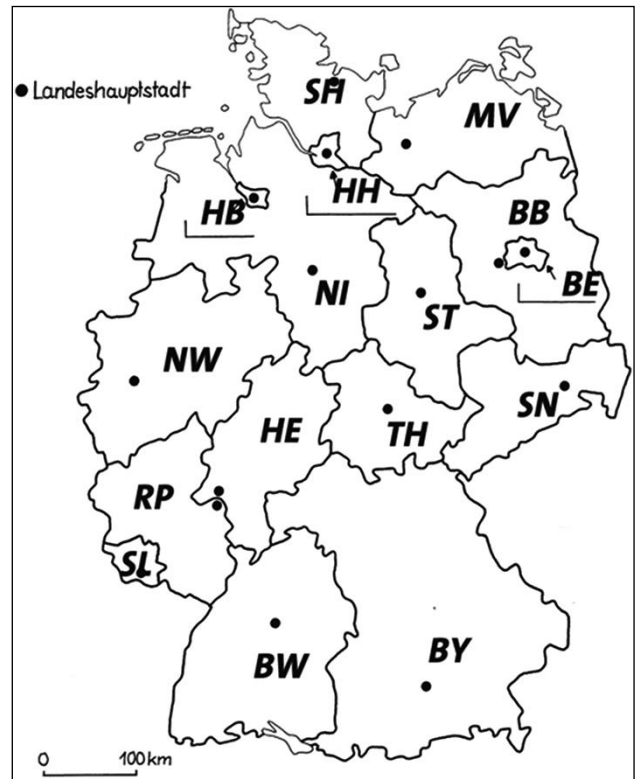 Landeshauptstadt
SH
MV
HH
HB
BB
NI
BE
ST
NW
SN
HE
TH
RP
SL
BW
BY
0 100 km